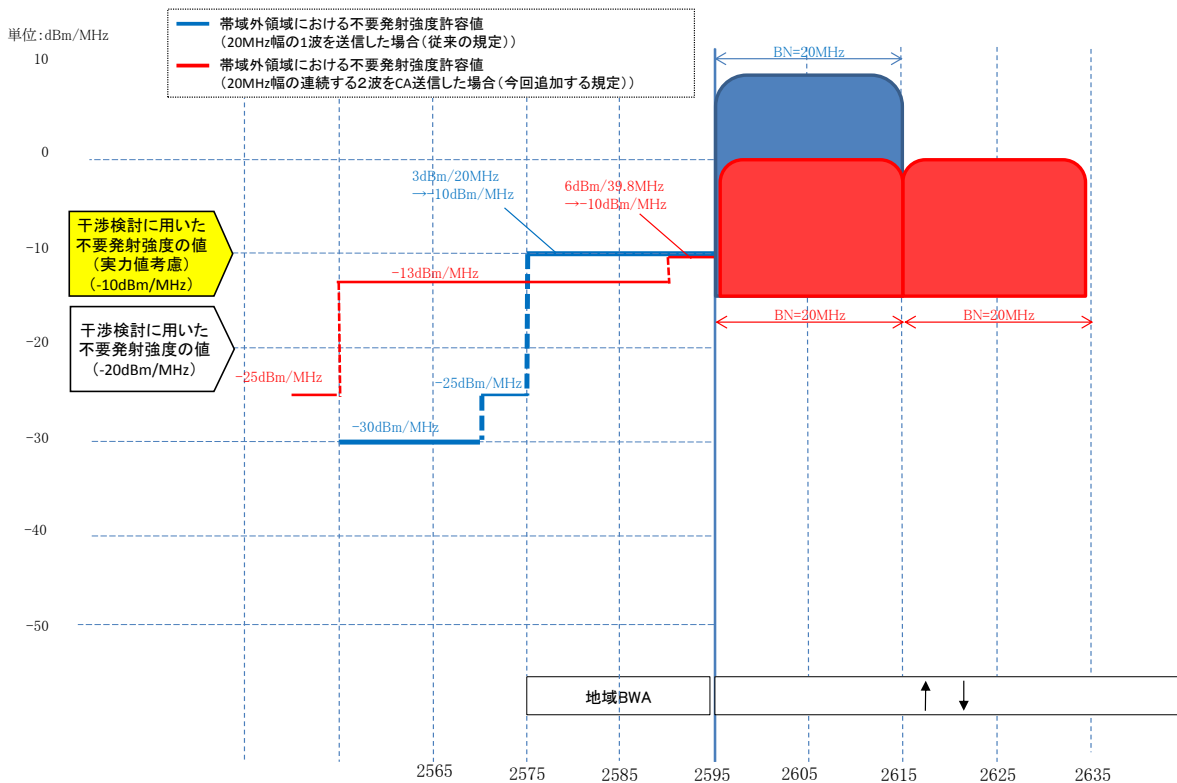 単位:dBm/MHz
帯域外領域における不要発射強度許容値
(20MHz幅の1波を送信した場合(従来の規定))
帯域外領域における不要発射強度許容値
(20MHz幅の連続する2波をCA送信した場合(今回追加する規定))
BN=20MHz
10
0
-10
-20
-30
-40
-50
3dBm/20MHz
→-10dBm/MHz
6dBm/39.8MHz
→-10dBm/MHz
干渉検討に用いた
不要発射強度の値
(実力値考慮)
(-10dBm/MHz)
-13dBm/MHz
干渉検討に用いた
不要発射強度の値
(-20dBm/MHz)
BN=20MHz
BN=20MHz
-25dBm/MHz
-25dBm/MHz
-30dBm/MHz
地域BWA
2565
2575
2585
2595
2605
2615
2625
2635